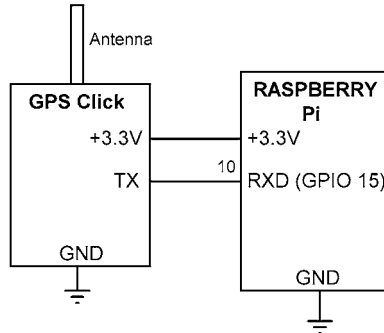 Antenna
GPS Click
RASPBERRY
Pi
+3.3V
+3.3V
10
TX
RXD (GPIO 15)
GND
GND